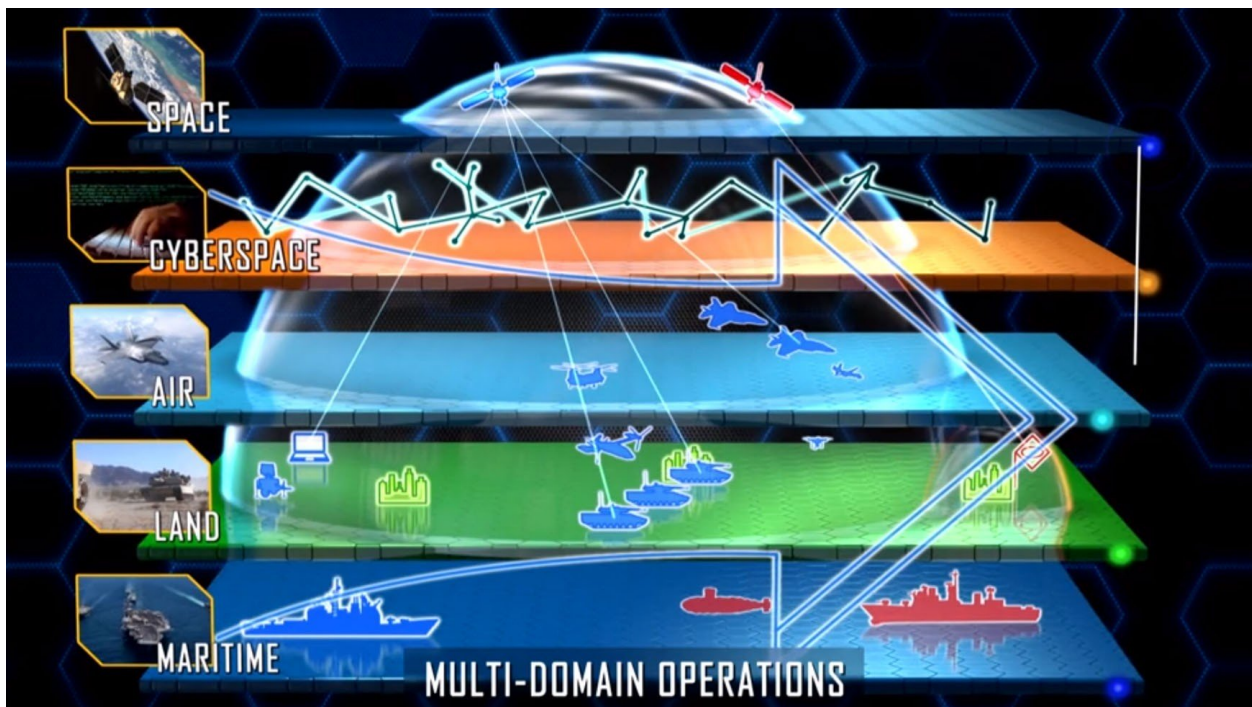 SPACE
CYBERSPACE
AIR
LAND
MARITIME
MULTI-DOMAIN OPERATIONS